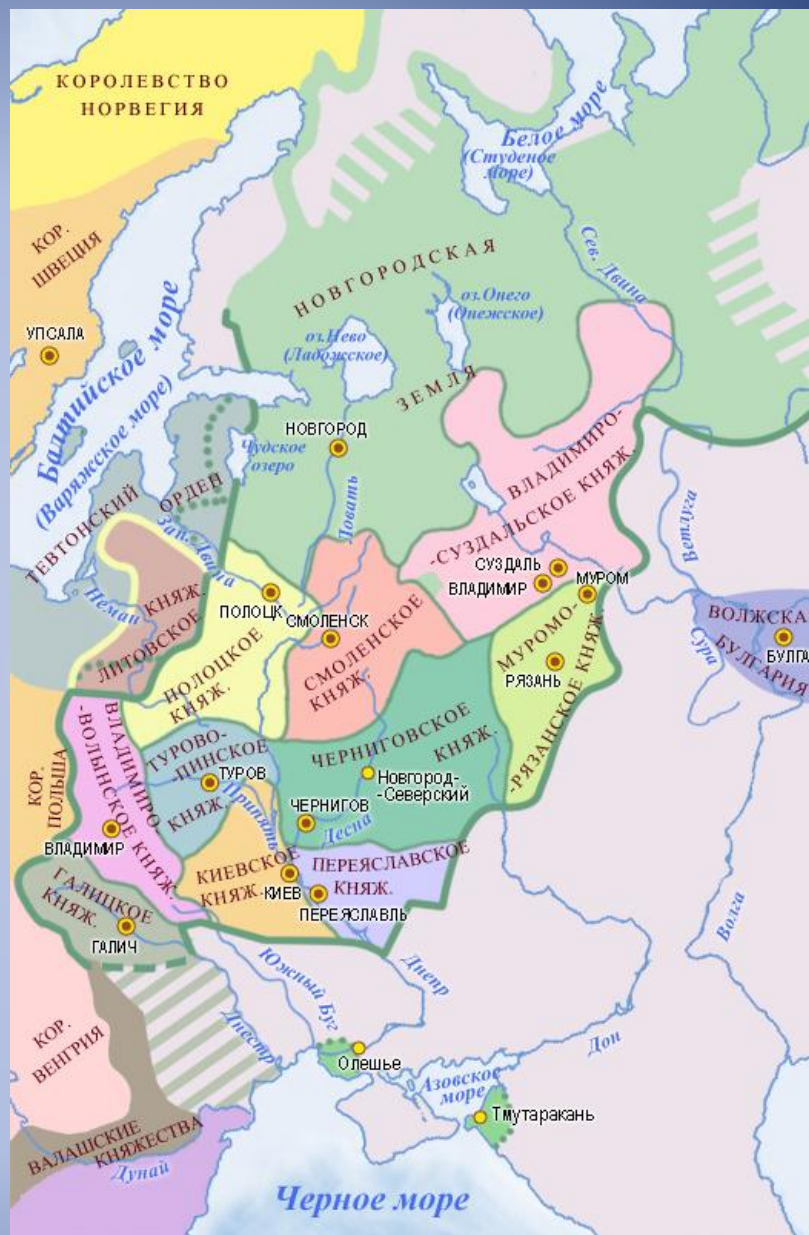 КОРОЛЕВСТВО
НОРВЕГИЯ
Белое море
(Студеное
море)
КОР.
ШВЕЦИЯ
Сев. Двина
НОВГОРОДСКАЯ
ЗЕМЛЯ
оз.Онего
(Онежское)
УПСАЛА
оз.Нево
(Ладожское)
Балтийское море
(Варяжское море)
НОВГОРОД
Чудское
озеро
ВЛАДИМИРО-
-СУЗДАЛЬСКОЕ КНЯЖ.
ТЕВТОНСКИЙ
ОРДЕН
Ловать
Зап. Двина
Ветлуга
СУЗДАЛЬ
ВЛАДИМИР
МУРОМ
Неман
ПОЛОЦК
СМОЛЕНСК
ЛИТОВСКОЕ
КНЯЖ.
ПОЛОЦКОЕ
КНЯЖ.
СМОЛЕНСКОЕ
КНЯЖ.
МУРОМО-
-РЯЗАНСКОЕ КНЯЖ.
РЯЗАНЬ
Сура
ВОЛЖСКА
БУЛГАРИЯ
БУЛГА
КОР.
ПОЛЬША
ВЛАДИМИРО-
-ВОЛЫНСКОЕ КНЯЖ.
ТУРОВО-
-ПИНСКОЕ
КНЯЖ.
ТУРОВ
Припять
ЧЕРНИГОВСКОЕ
КНЯЖ.
Новгород-
-Северский
ЧЕРНИГОВ
Десна
ВЛАДИМИР
КИЕВСКОЕ
КНЯЖ.
-КИЕВ
ПЕРЕЯСЛАВСКОЕ
КНЯЖ.
ПЕРЕЯСЛАВЛЬ
ГАЛИЦКОЕ
КНЯЖ.
ГАЛИЧ
Волга
Южный Буг
Днепр
Днестр
Дон
КОР.
ВЕНГРИЯ
Олешье
Азовское
море
Тмутаракань
ВАЛАШСКИЕ
КНЯЖЕСТВА
Дунай
Черное море